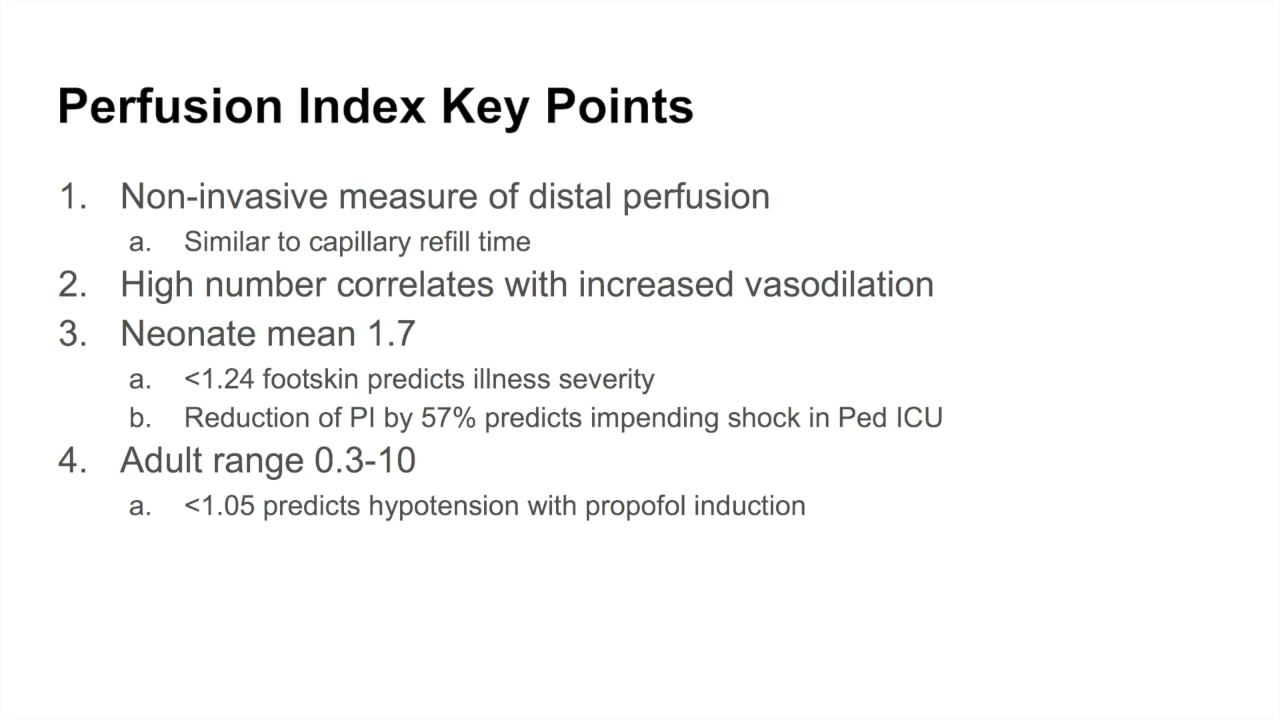 Perfusion Index Key Points
1. Non-invasive measure of distal perfusion
a. Similar to capillary refill time
2. High number correlates with increased vasodilation
3. Neonate mean 1.7
a. <1.24 footskin predicts illness severity
b. Reduction of PI by 57% predicts impending shock in Ped ICU
4. Adult range 0.3-10
a. <1.05 predicts hypotension with propofol induction